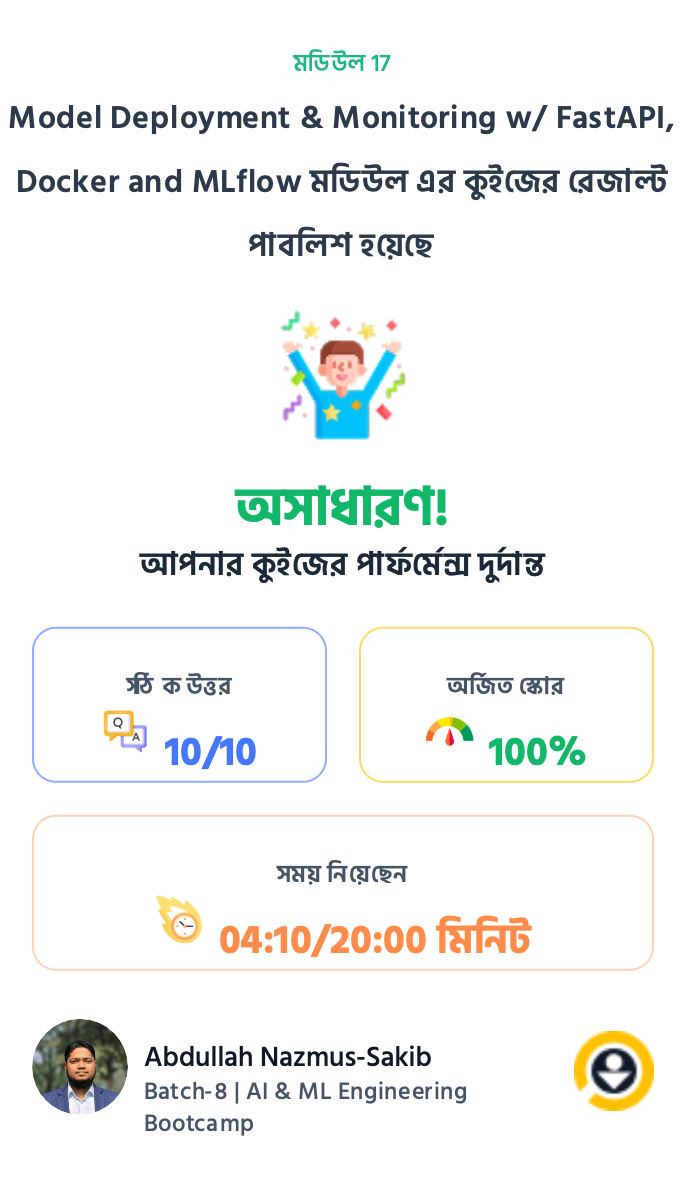 মডিউল 17
Model Deployment & Monitoring w/ FastAPI,
Docker and MLflow মডিউল এর কুইজের রেজাল্ট
পাবলিশ হয়েছে
অসাধারণ!
আপনার কুইজের পার্ফর্মেন্স দুর্দান্ত
সঠিক উত্তর
Q
A
10/10
অর্জিত স্কোর
100%
সময় নিয়েছেন
04:10/20:00 মিনিট
Abdullah Nazmus-Sakib
Batch-8 | AI & ML Engineering
Bootcamp